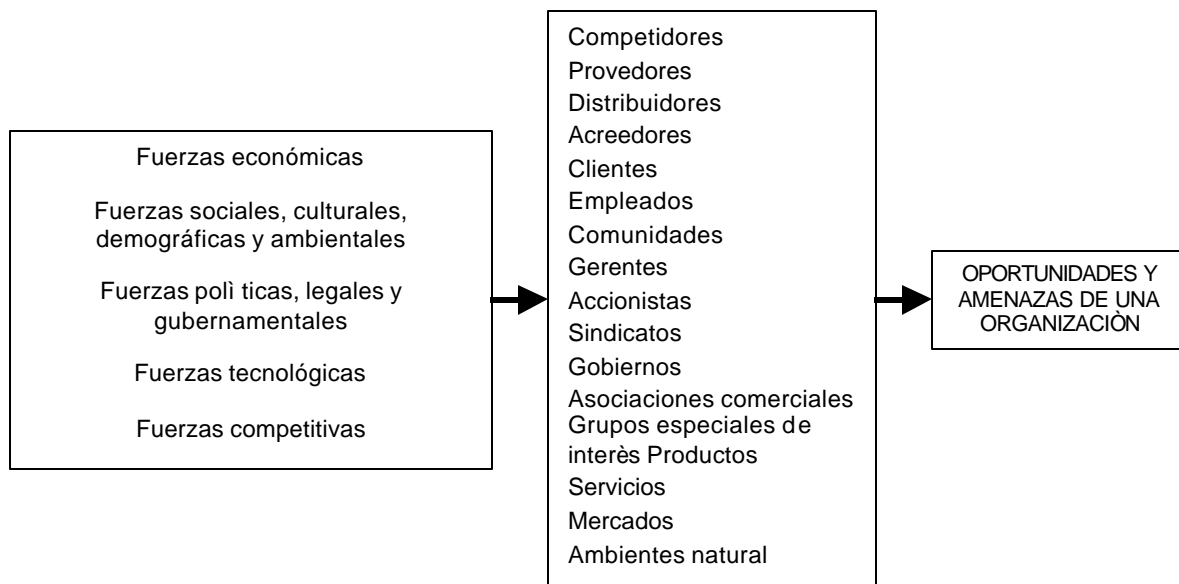 Fuerzas económicas
Fuerzas sociales, culturales,
demográficas y ambientales
Fuerzas polì ticas, legales y
gubernamentales
Fuerzas tecnológicas
Fuerzas competitivas
Competidores
Provedores
Distribuidores
Acreedores
Clientes
Empleados
Comunidades
Gerentes
Accionistas
Sindicatos
Gobiernos
Asociaciones comerciales
Grupos especiales de
interès Productos
Servicios
Mercados
Ambientes natural
OPORTUNIDADES Y
AMENAZAS DE UNA
ORGANIZACIÒN